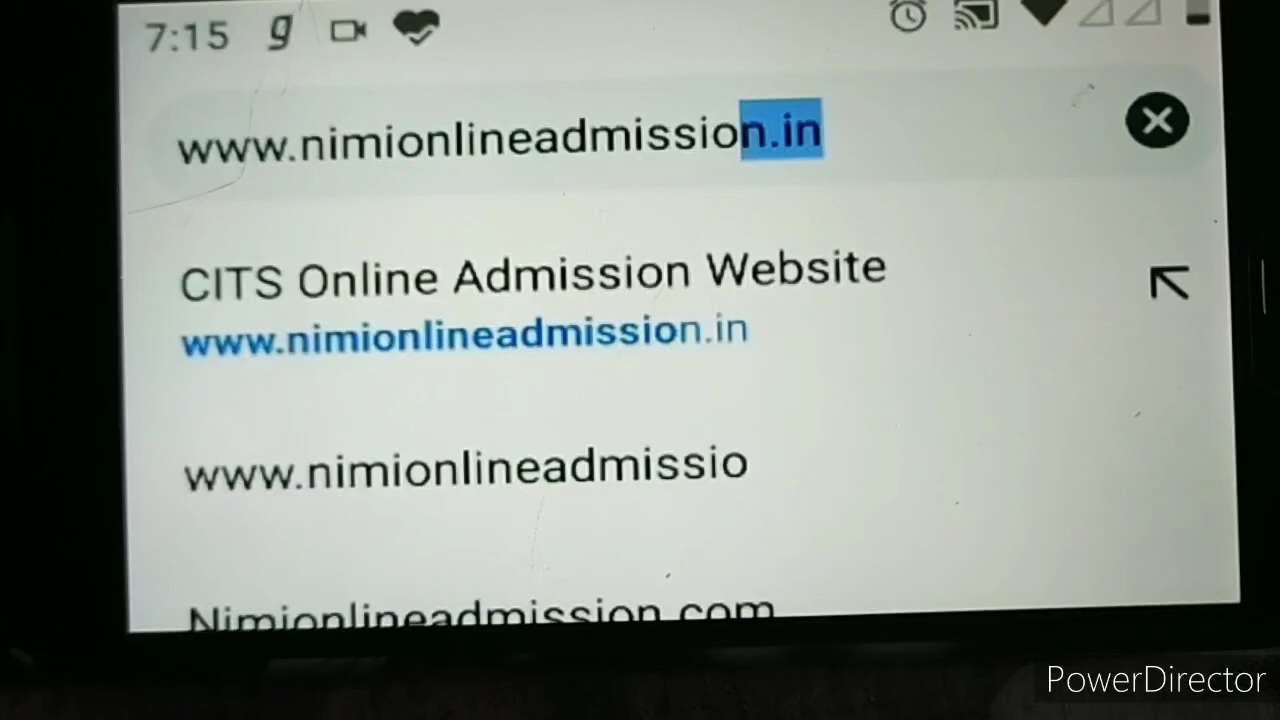 7:15 g
www.nimionlineadmission.in
CITS Online Admission Website
www.nimionlineadmission.in
www.nimionlineadmissio
Nimionlineadmission.com
PowerDirector